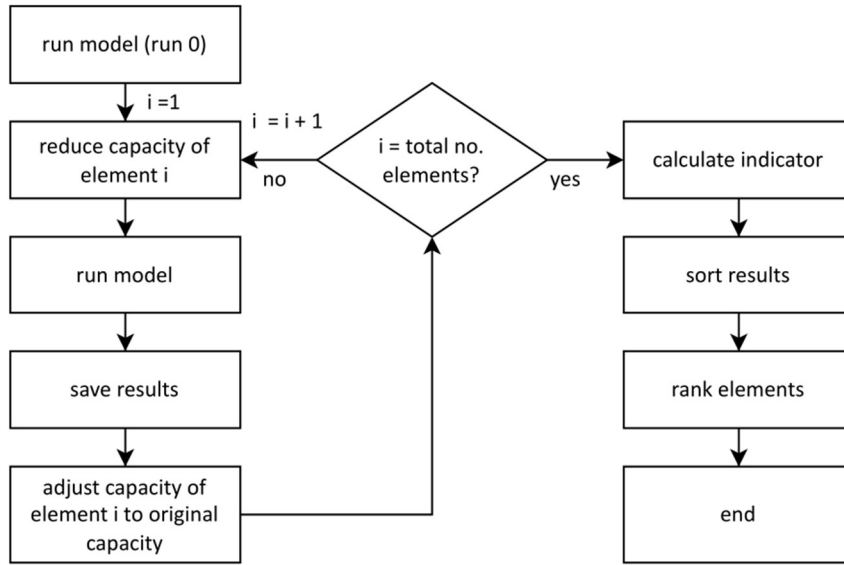 run model (run 0)
i =1
reduce capacity of
element i
run model
save results
adjust capacity of
element i to original
capacity
i = i + 1
no
i = total no.
elements?
yes
calculate indicator
sort results
rank elements
end